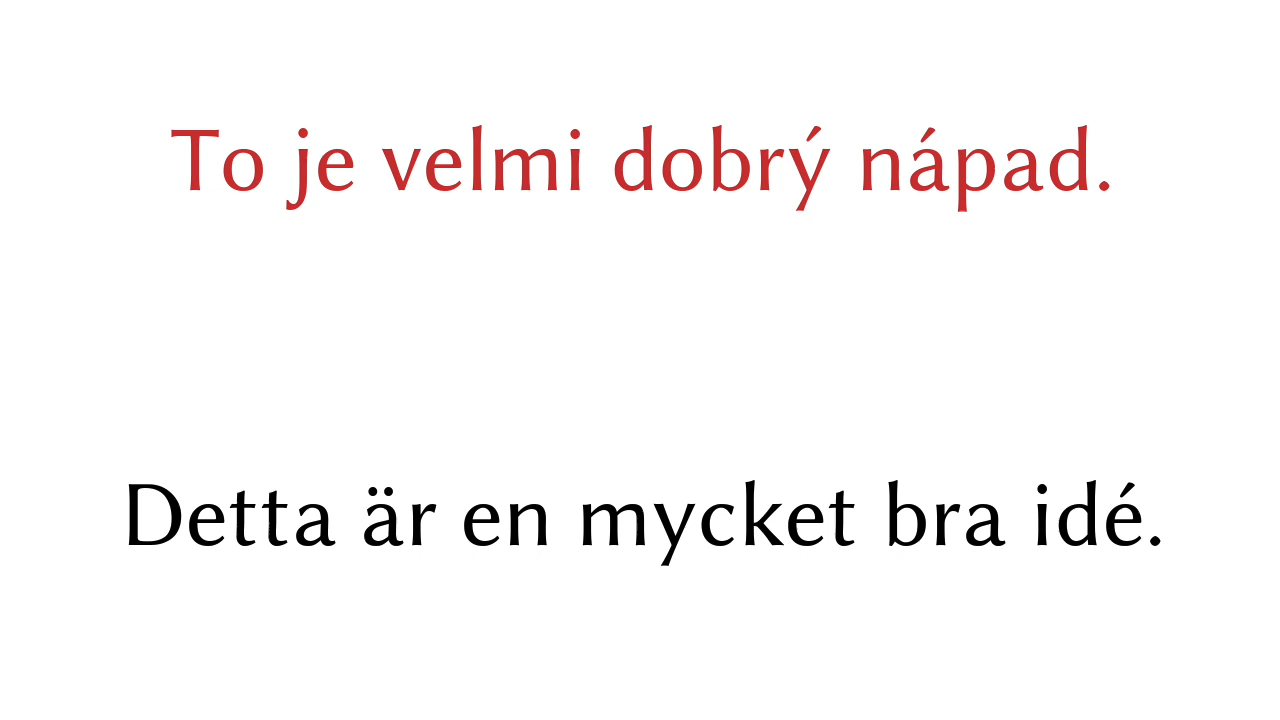 To je velmi dobrý nápad.
Detta är en mycket bra idé.